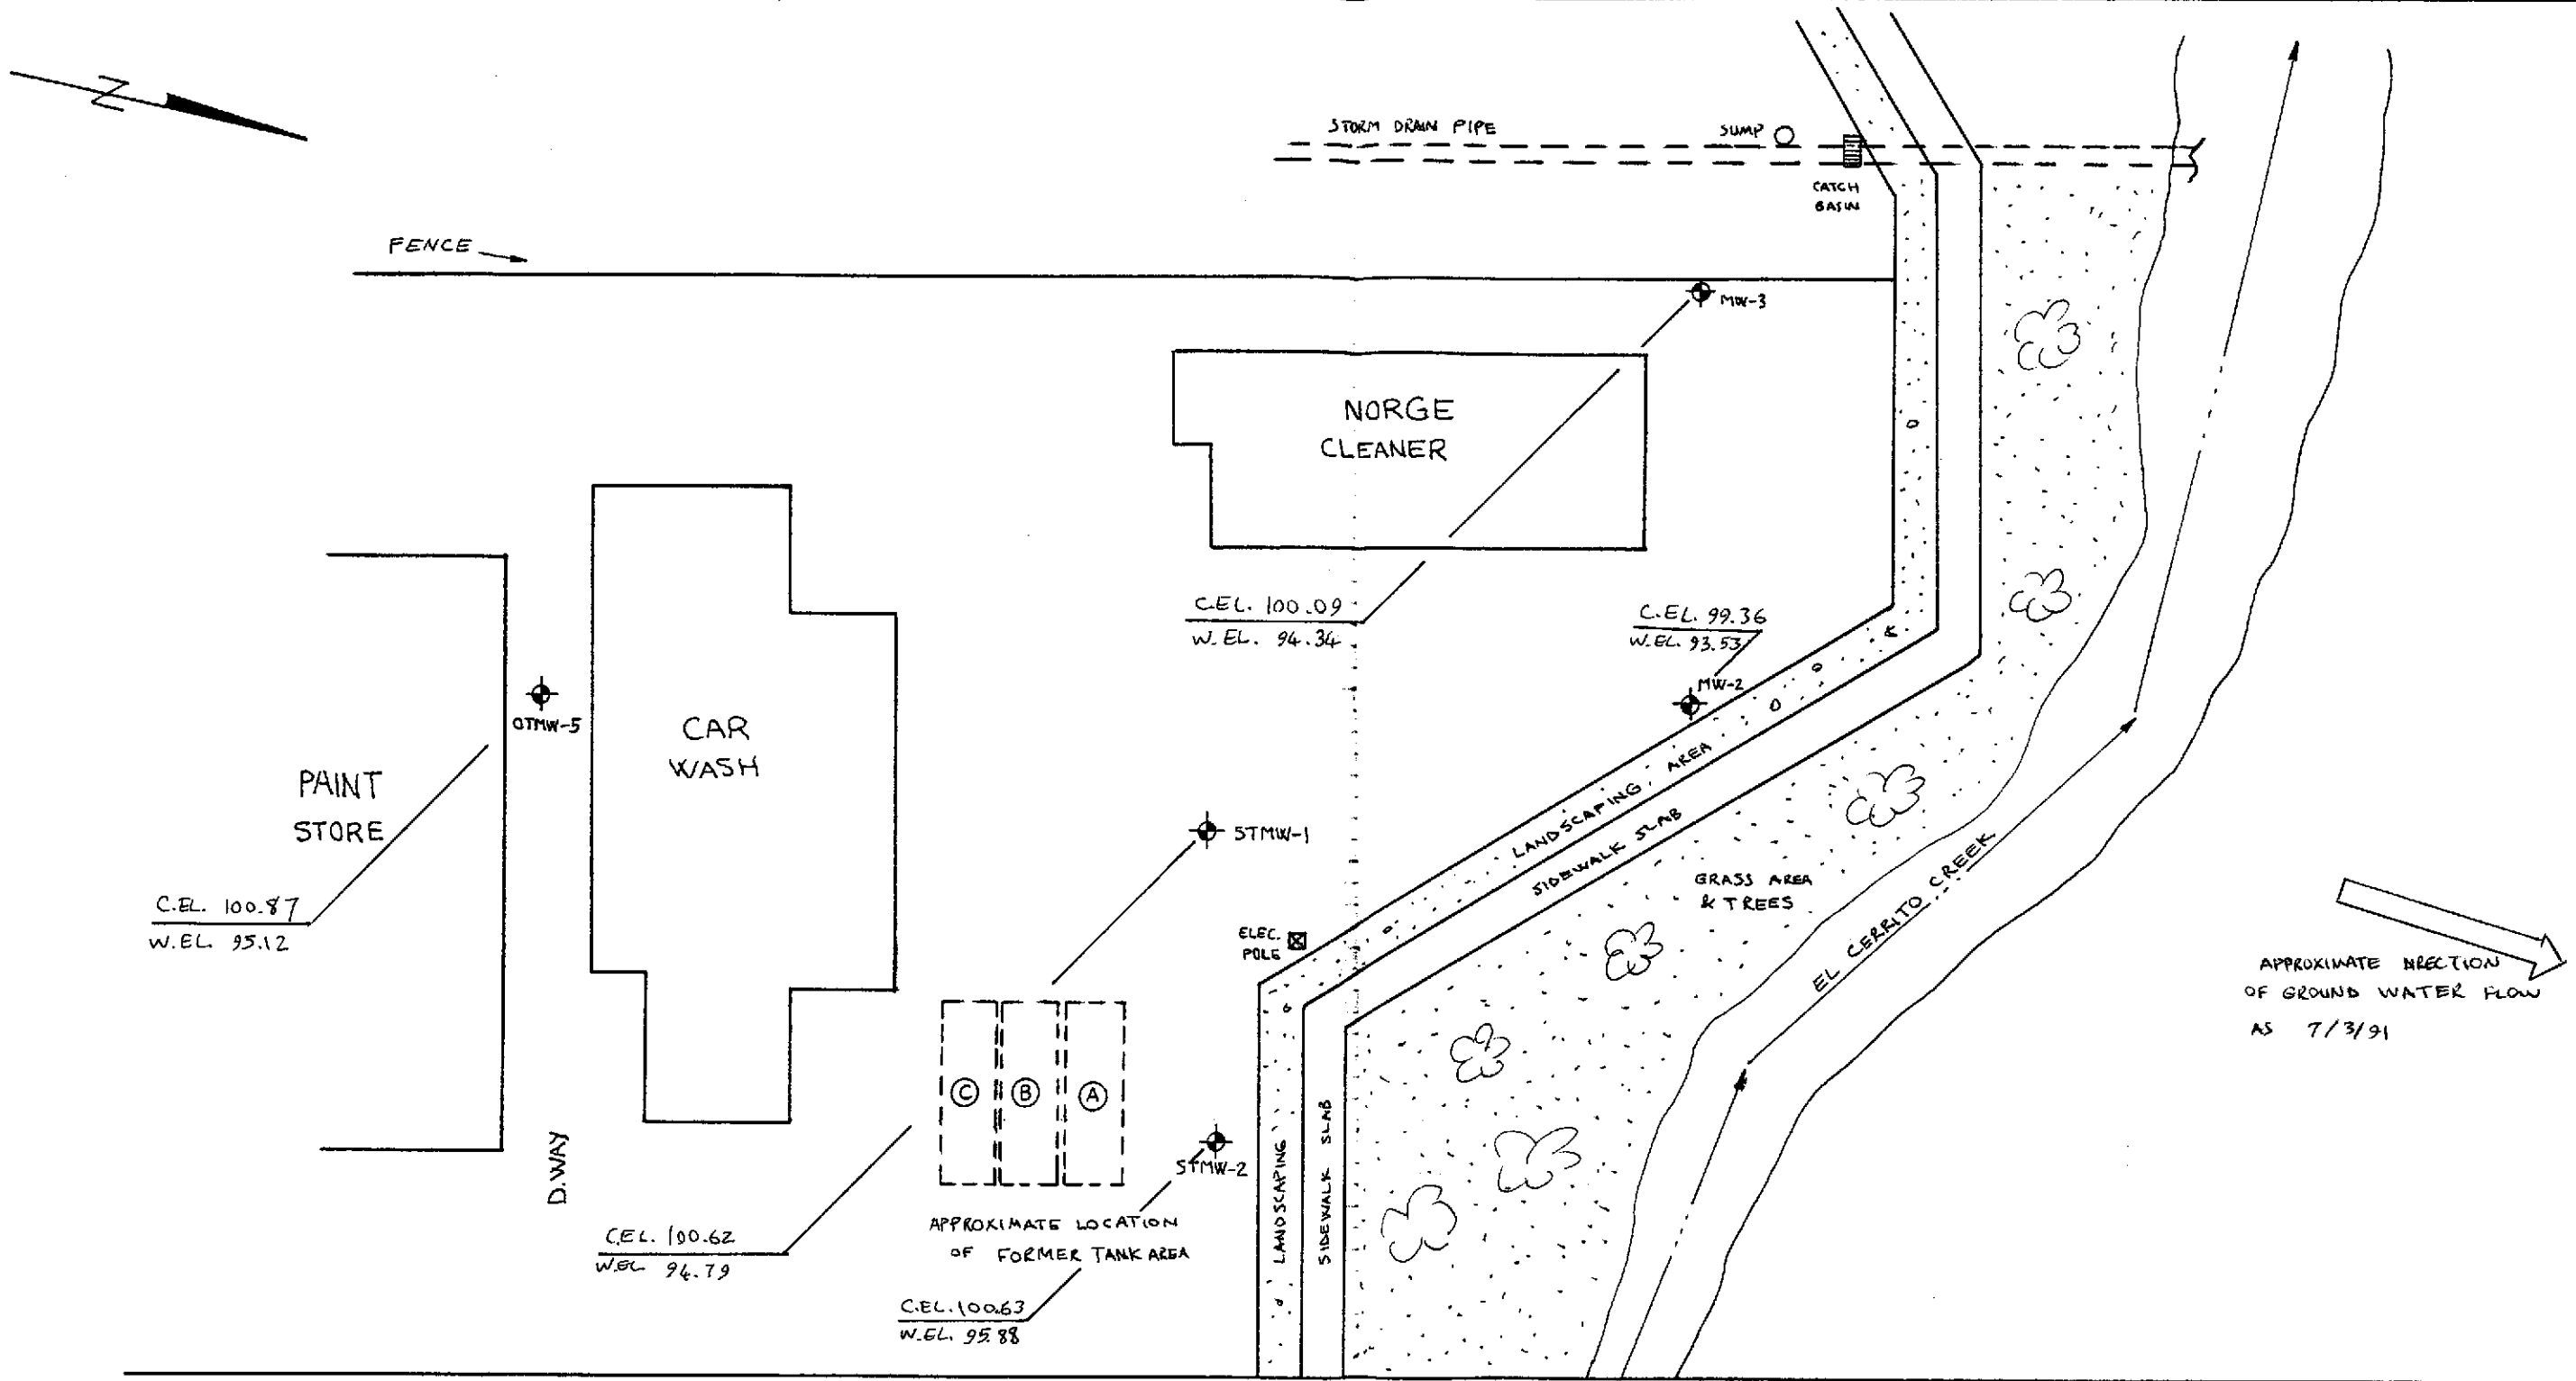 N
STORM DRAIN PIPE
SUMP
CATCH
BASIN
FENCE
MW-3
NORGE
CLEANER
C.EL. 100.09
W.EL. 94.34
C.EL. 99.36
W.EL. 93.53
MW-2
OTMW-5
CAR
WASH
PAINT
STORE
C.EL. 100.87
W.EL. 95.12
STMW-1
LANDSCAPING AREA
SIDEWALK SLAB
GRASS AREA
& TREES
EL CERRITO CREEK
ELEC.
POLE
APPROXIMATE DIRECTION
OF GROUND WATER FLOW
AS 7/3/91
C
B
A
D.WAY
STMW-2
LANDSCAPING
SIDEWALK SLAB
APPROXIMATE LOCATION
OF FORMER TANK AREA
C.EL. 100.62
W.EL 94.79
C.EL. 100.63
W.EL. 95.88